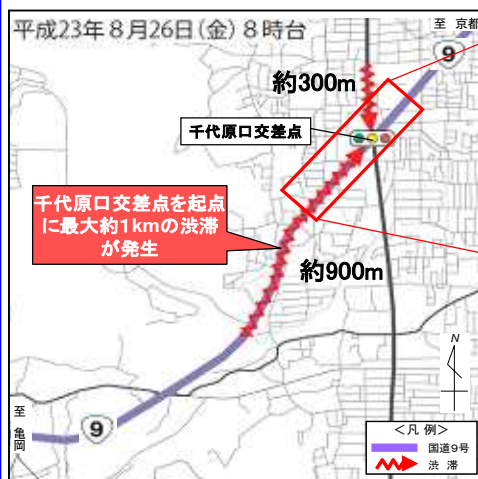 平成23年8月26日(金)8時台
至 京都
9
約300m
千代原口交差点
千代原口交差点を起点
に最大約1kmの渋滞
が発生
約900m
N
至
亀岡
9
＜凡 例＞
国道9号
渋 滞